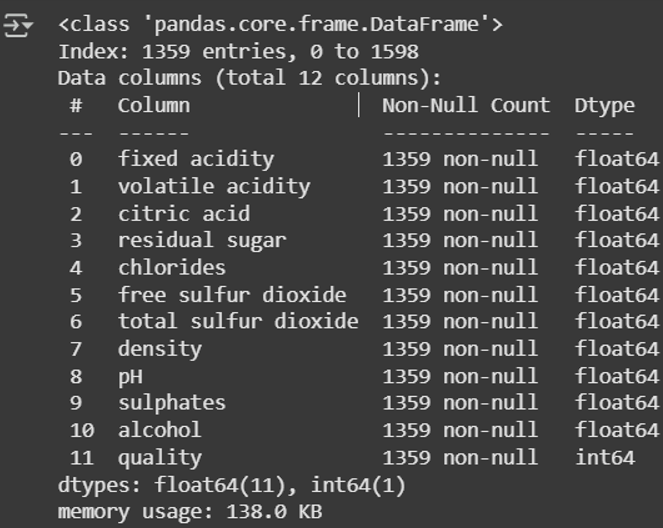 <class 'pandas.core.frame.DataFrame'>
Index: 1359 entries, 0 to 1598
Data columns (total 12 columns):
 #   Column                Non-Null Count  Dtype
---  ------                --------------  -----
 0   fixed acidity         1359 non-null   float64
 1   volatile acidity      1359 non-null   float64
 2   citric acid           1359 non-null   float64
 3   residual sugar        1359 non-null   float64
 4   chlorides             1359 non-null   float64
 5   free sulfur dioxide   1359 non-null   float64
 6   total sulfur dioxide  1359 non-null   float64
 7   density               1359 non-null   float64
 8   pH                    1359 non-null   float64
 9   sulphates             1359 non-null   float64
 10  alcohol               1359 non-null   float64
 11  quality               1359 non-null   int64
dtypes: float64(11), int64(1)
memory usage: 138.0 KB